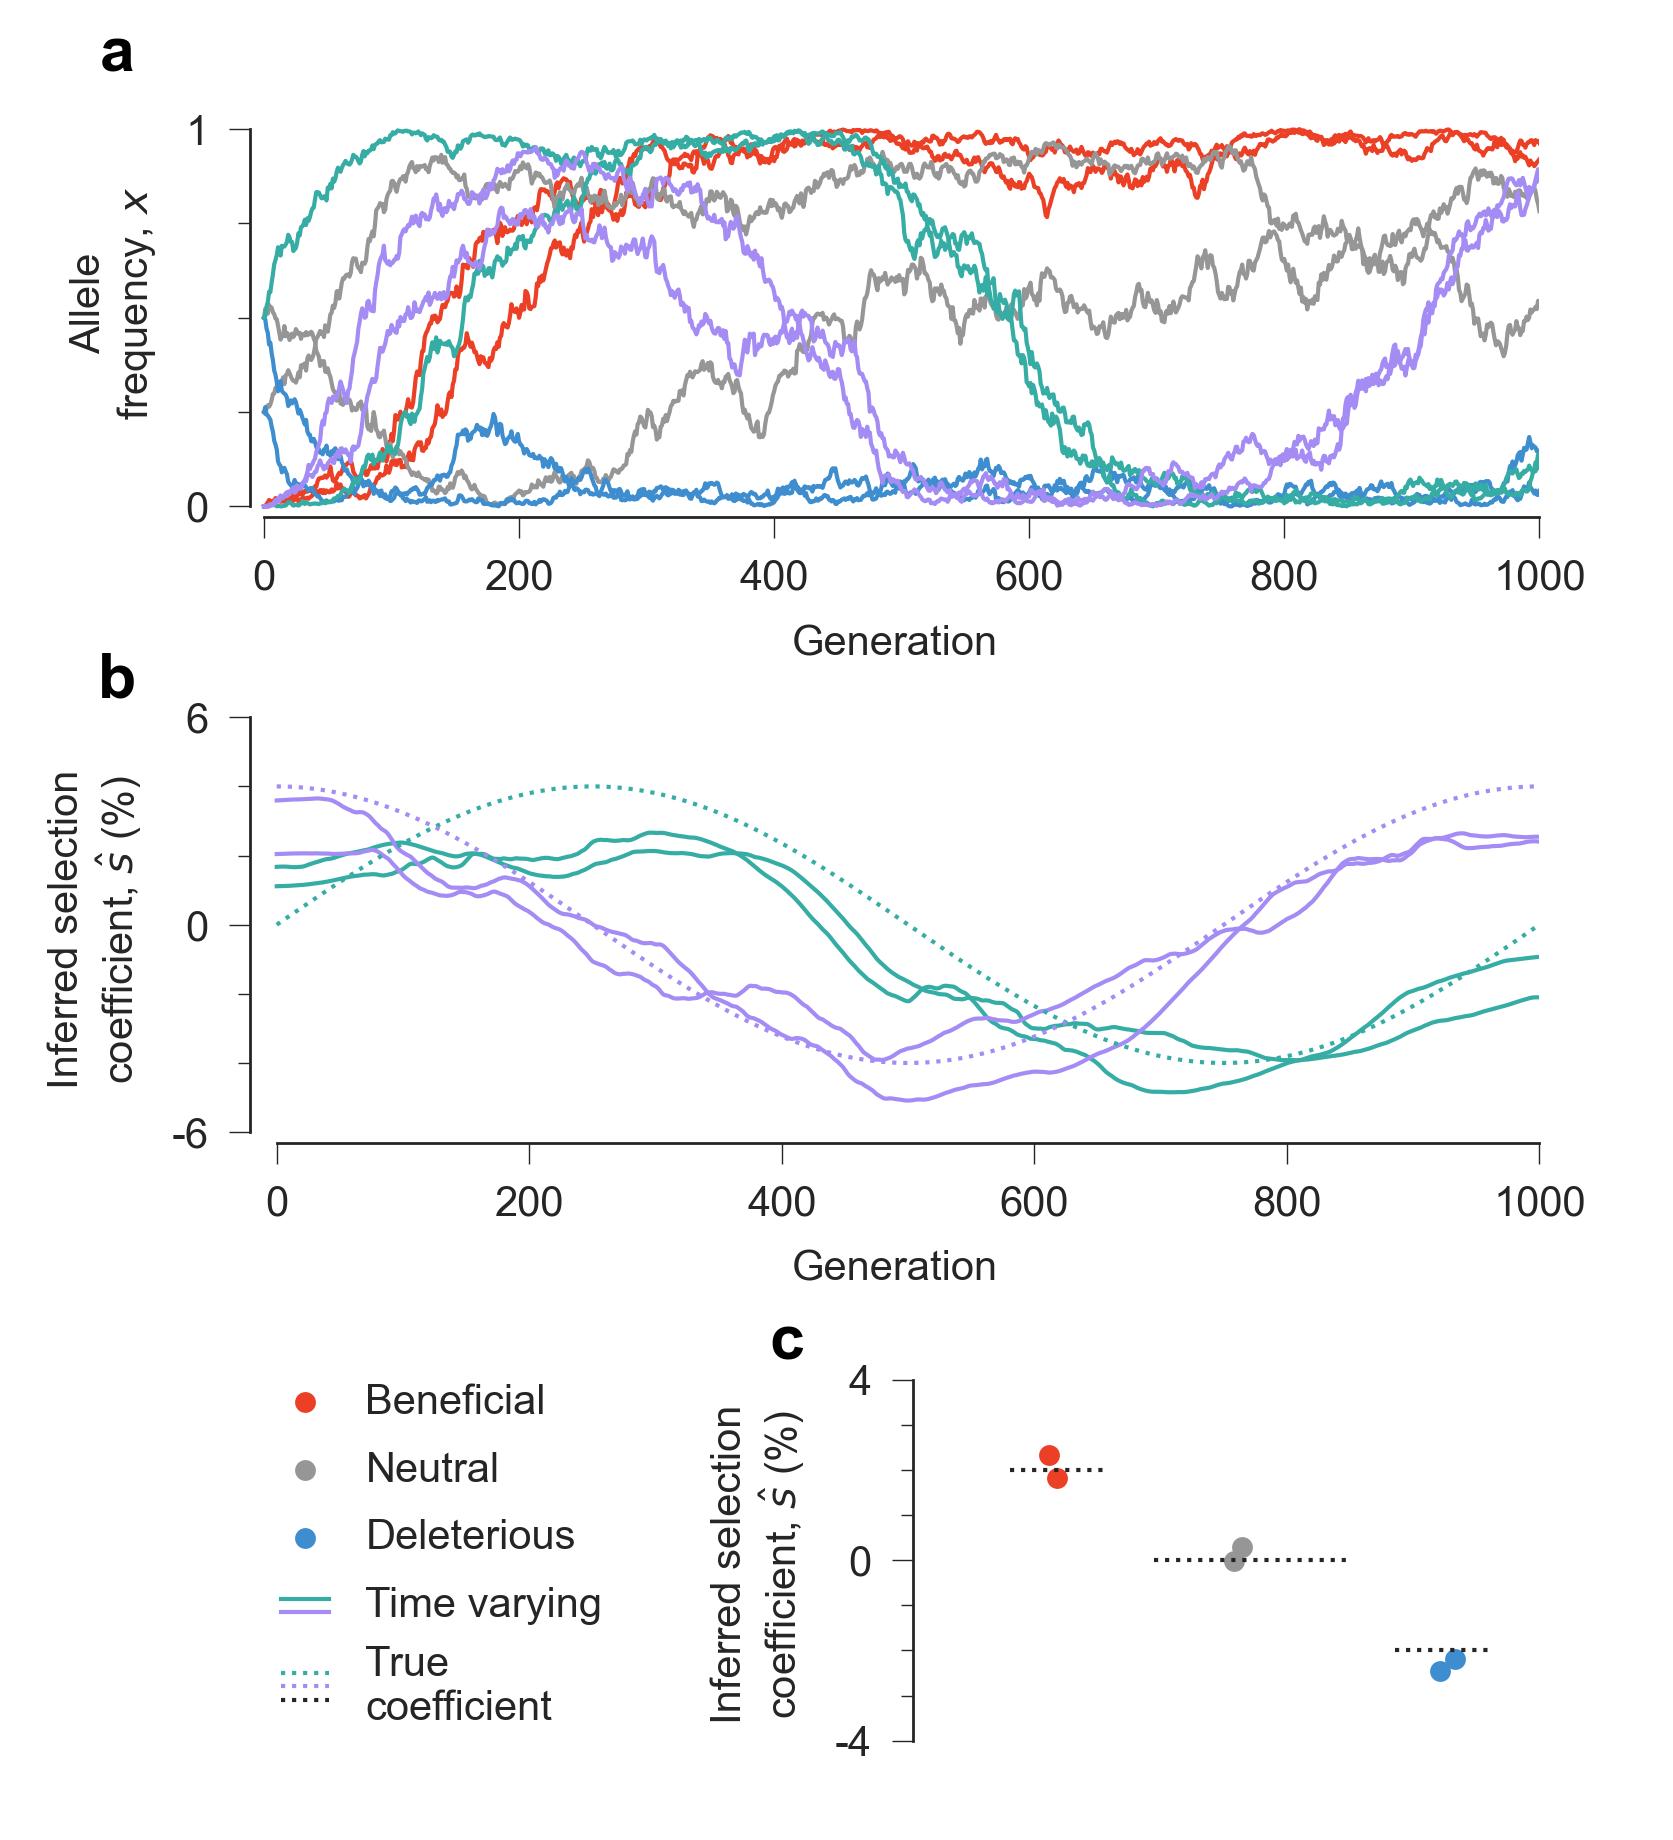 a
Allele
frequency, x
1
0
0 200 400 600 800 1000
Generation
b
Inferred selection
coefficient, ŝ (%)
6
0
-6
0 200 400 600 800 1000
Generation
Beneficial
Neutral
Deleterious
Time varying
True
coefficient
c
Inferred selection
coefficient, ŝ (%)
4
0
-4